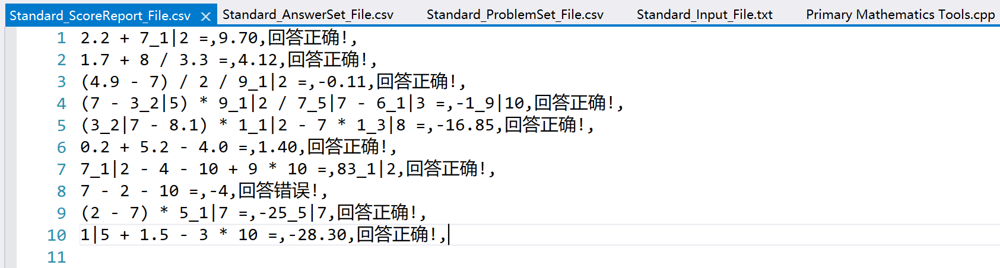 Standard_ScoreReport_File.csv Standard_AnswerSet_File.csv Standard_ProblemSet_File.csv Standard_Input_File.txt Primary Mathematics Tools.cpp
1 2.2 + 7_1|2 =,9.70,回答正确!,
2 1.7 + 8 / 3.3 =,4.12,回答正确!,
3 (4.9 - 7) / 2 / 9_1|2 =,-0.11,回答正确!,
4 (7 - 3_2|5) * 9_1|2 / 7_5|7 - 6_1|3 =,-1_9|10,回答正确!,
5 (3_2|7 - 8.1) * 1_1|2 - 7 * 1_3|8 =,-16.85,回答正确!,
6 0.2 + 5.2 - 4.0 =,1.40,回答正确!,
7 7_1|2 - 4 - 10 + 9 * 10 =,83_1|2,回答正确!,
8 7 - 2 - 10 =,-4,回答错误!,
9 (2 - 7) * 5_1|7 =,-25_5|7,回答正确!,
10 1|5 + 1.5 - 3 * 10 =,-28.30,回答正确!,
11